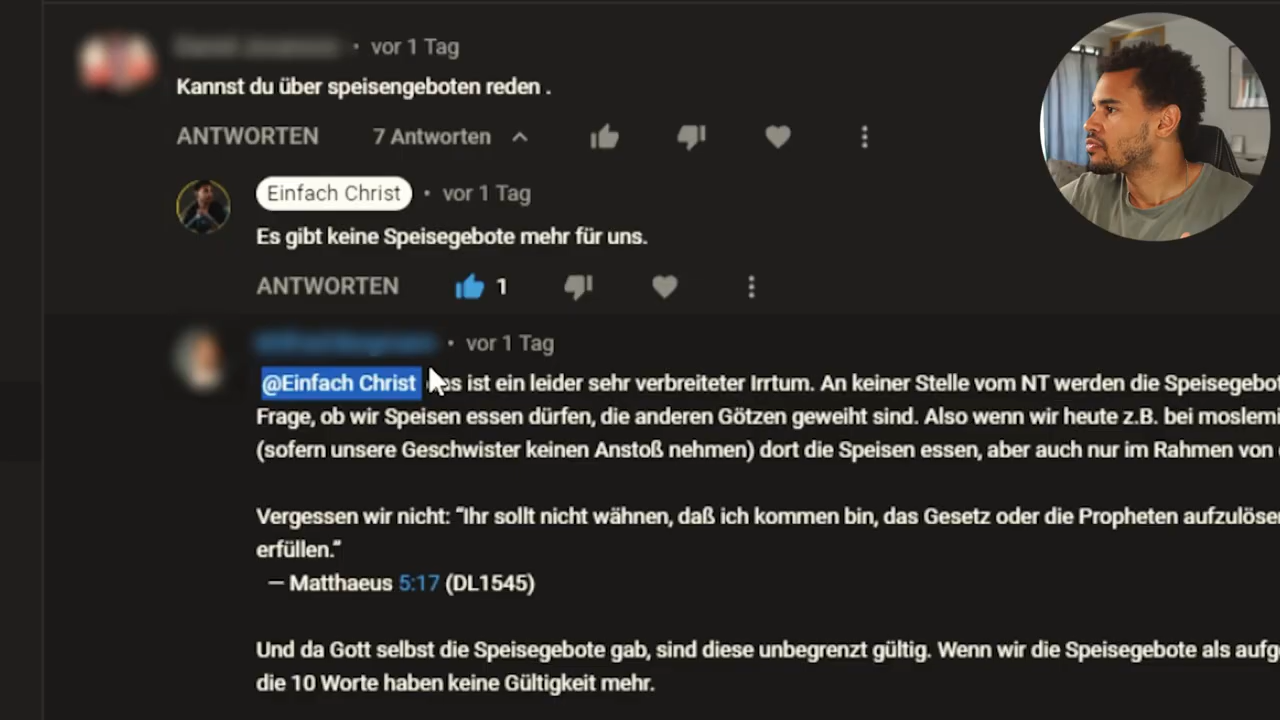 • vor 1 Tag
Kannst du über speisengeboten reden .
ANTWORTEN 7 Antworten
Einfach Christ • vor 1 Tag
Es gibt keine Speisegebote mehr für uns.
ANTWORTEN 1
• vor 1 Tag
@Einfach Christ das ist ein leider sehr verbreiteter Irrtum. An keiner Stelle vom NT werden die Speisegebot
Frage, ob wir Speisen essen dürfen, die anderen Götzen geweiht sind. Also wenn wir heute z.B. bei moslemi
(sofern unsere Geschwister keinen Anstoß nehmen) dort die Speisen essen, aber auch nur im Rahmen von
Vergessen wir nicht: “Ihr sollt nicht wähnen, daß ich kommen bin, das Gesetz oder die Propheten aufzulöse
erfüllen.”
— Matthaeus 5:17 (DL1545)
Und da Gott selbst die Speisegebote gab, sind diese unbegrenzt gültig. Wenn wir die Speisegebote als aufg
die 10 Worte haben keine Gültigkeit mehr.